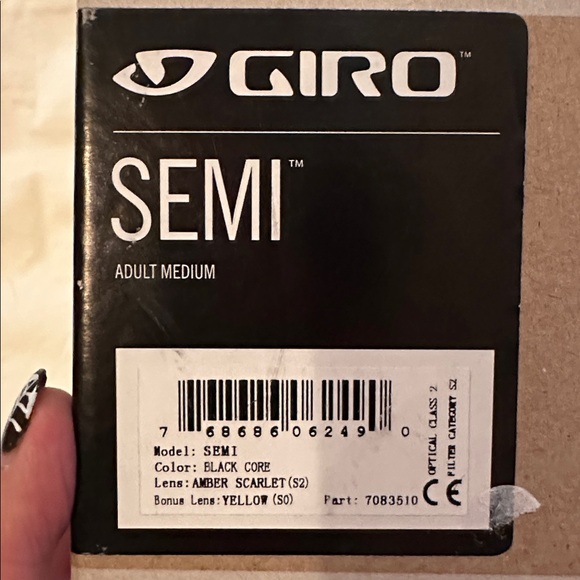 GIRO™
SEMI™
ADULT MEDIUM
7 68686 06249 0
Model: SEMI
Color: BLACK CORE
Lens: AMBER SCARLET(S2)
Bonus Lens: YELLOW(S0) Part: 7083510
OPTICAL CLASS 2
FILTER CATEGORY S2
CE